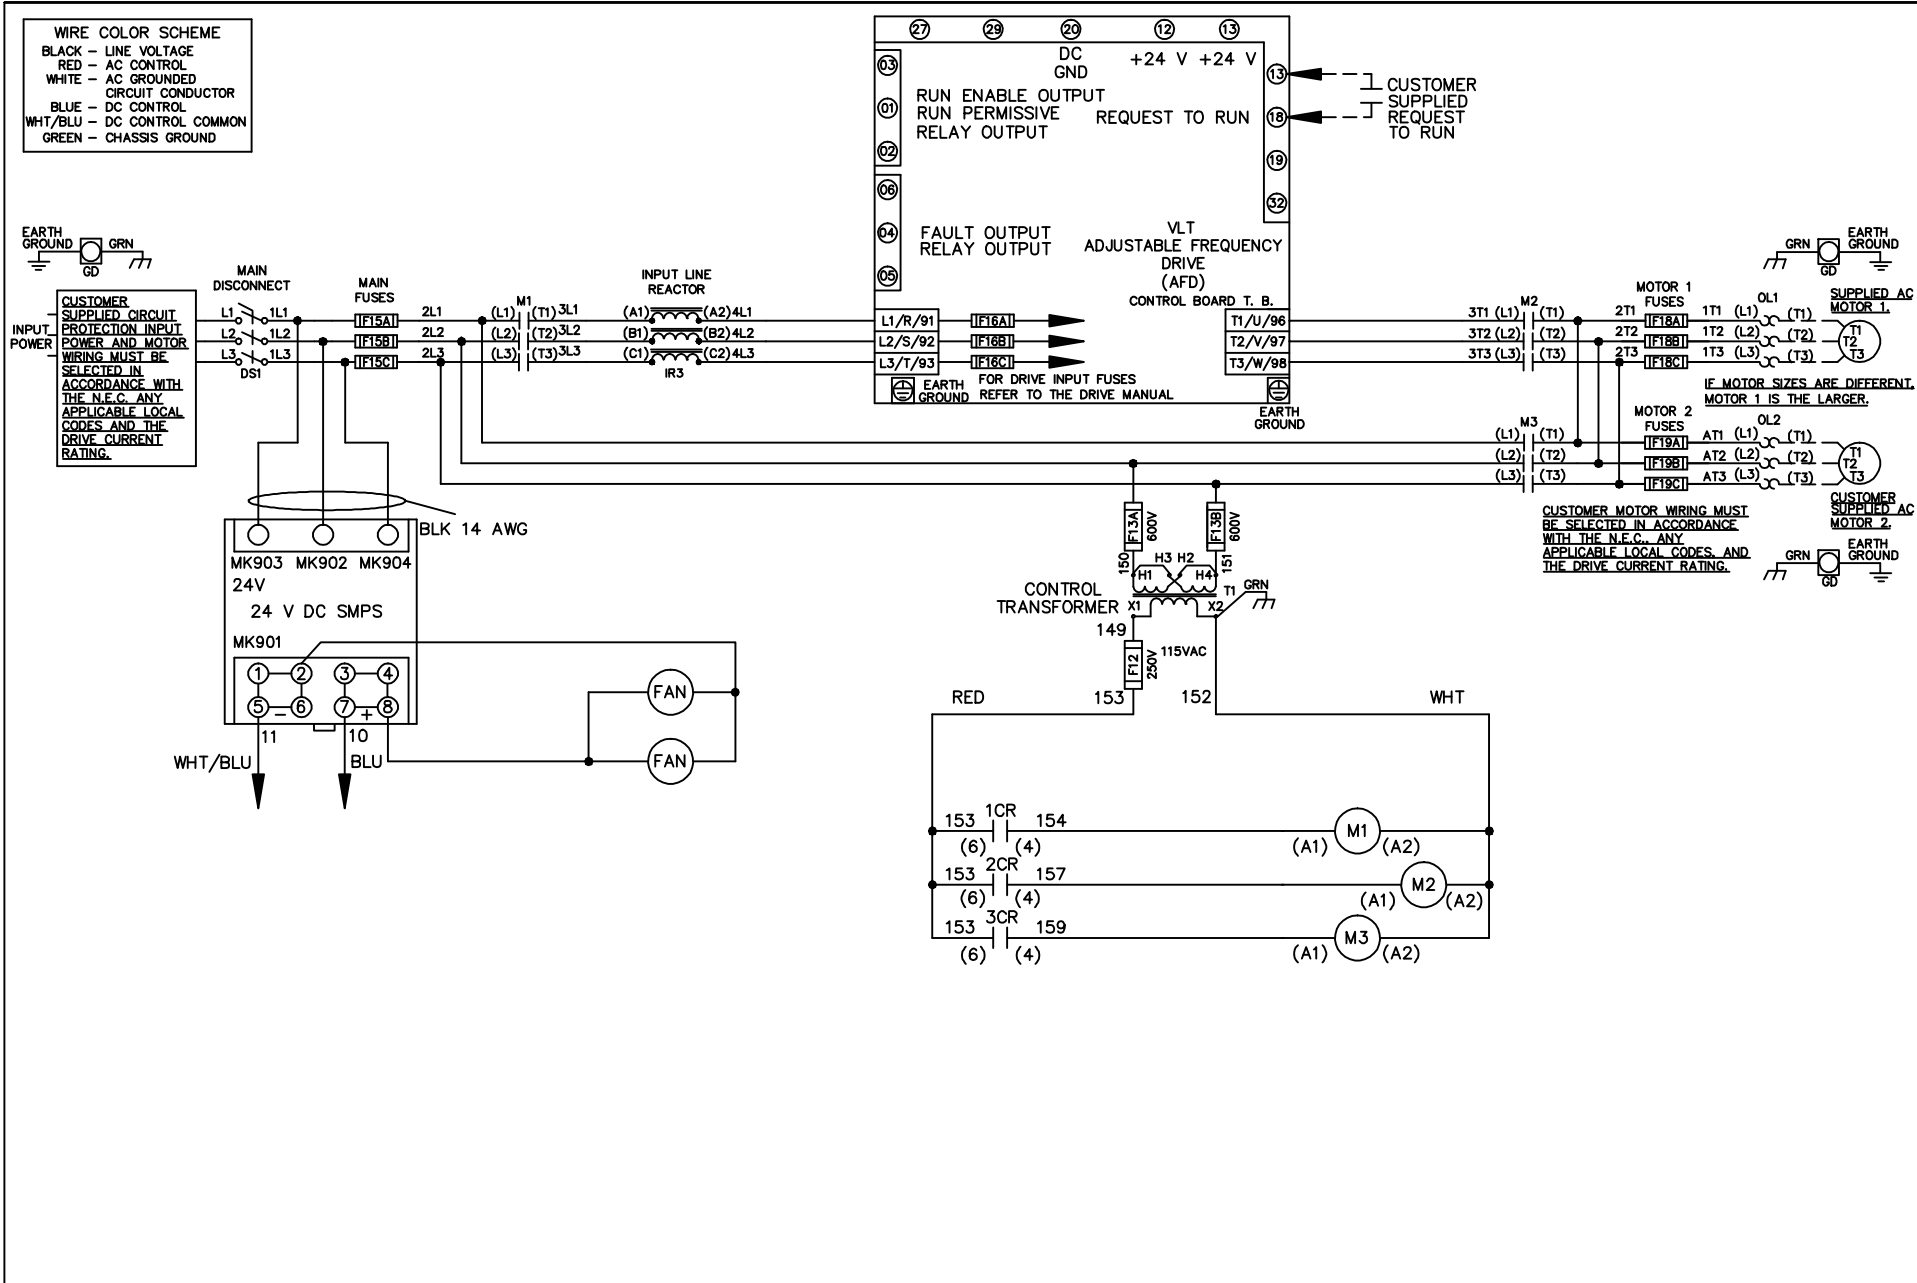 WIRE COLOR SCHEME
BLACK – LINE VOLTAGE
RED – AC CONTROL
WHITE – AC GROUNDED
CIRCUIT CONDUCTOR
BLUE – DC CONTROL
WHT/BLU – DC CONTROL COMMON
GREEN – CHASSIS GROUND
27 29 20 12 13
DC
GND
+24 V +24 V
03
01
02
RUN ENABLE OUTPUT
RUN PERMISSIVE
RELAY OUTPUT
REQUEST TO RUN
13
18
19
32
CUSTOMER
SUPPLIED
REQUEST
TO RUN
06
04
05
FAULT OUTPUT
RELAY OUTPUT
VLT
ADJUSTABLE FREQUENCY
DRIVE
(AFD)
CONTROL BOARD T. B.
EARTH
GROUND
GRN
GD
INPUT
POWER
CUSTOMER
SUPPLIED CIRCUIT
PROTECTION INPUT
POWER AND MOTOR
WIRING MUST BE
SELECTED IN
ACCORDANCE WITH
THE N.E.C. ANY
APPLICABLE LOCAL
CODES AND THE
DRIVE CURRENT
RATING.
MAIN
DISCONNECT
L1 1L1
L2 1L2
L3 1L3
DS1
MAIN
FUSES
F15A 2L1
F15B 2L2
F15C 2L3
M1
(L1) (T1) 3L1
(L2) (T2) 3L2
(L3) (T3) 3L3
INPUT LINE
REACTOR
(A1) (A2) 4L1
(B1) (B2) 4L2
(C1) (C2) 4L3
IR3
L1/R/91 F16A
L2/S/92 F16B
L3/T/93 F16C
EARTH
GROUND
FOR DRIVE INPUT FUSES
REFER TO THE DRIVE MANUAL
T1/U/96
T2/V/97
T3/W/98
EARTH
GROUND
M2
3T1 (L1) (T1)
3T2 (L2) (T2)
3T3 (L3) (T3)
MOTOR 1
FUSES
2T1 F18A 1T1
2T2 F18B 1T2
2T3 F18C 1T3
OL1
(L1) (T1)
(L2) (T2)
(L3) (T3)
T1
T2
T3
GRN
GD
EARTH
GROUND
SUPPLIED AC
MOTOR 1.
IF MOTOR SIZES ARE DIFFERENT,
MOTOR 1 IS THE LARGER.
M3
(L1) (T1)
(L2) (T2)
(L3) (T3)
MOTOR 2
FUSES
F19A AT1
F19B AT2
F19C AT3
OL2
(L1) (T1)
(L2) (T2)
(L3) (T3)
T1
T2
T3
CUSTOMER
SUPPLIED AC
MOTOR 2.
CUSTOMER MOTOR WIRING MUST
BE SELECTED IN ACCORDANCE
WITH THE N.E.C., ANY
APPLICABLE LOCAL CODES, AND
THE DRIVE CURRENT RATING.
GRN
GD
EARTH
GROUND
BLK 14 AWG
MK903 MK902 MK904
24V
24 V DC SMPS
MK901
1 2 3 4
5 – 6 7 + 8
11 10
WHT/BLU BLU
FAN
FAN
F13A 600V
F13B 600V
150 151
H3 H2
H1 H4
CONTROL
TRANSFORMER
T1 GRN
X1 X2
149
F12 250V
115VAC
RED 153 152 WHT
1CR
153 154
(6) (4)
M1
(A1) (A2)
2CR
153 157
(6) (4)
M2
(A1) (A2)
3CR
153 159
(6) (4)
M3
(A1) (A2)